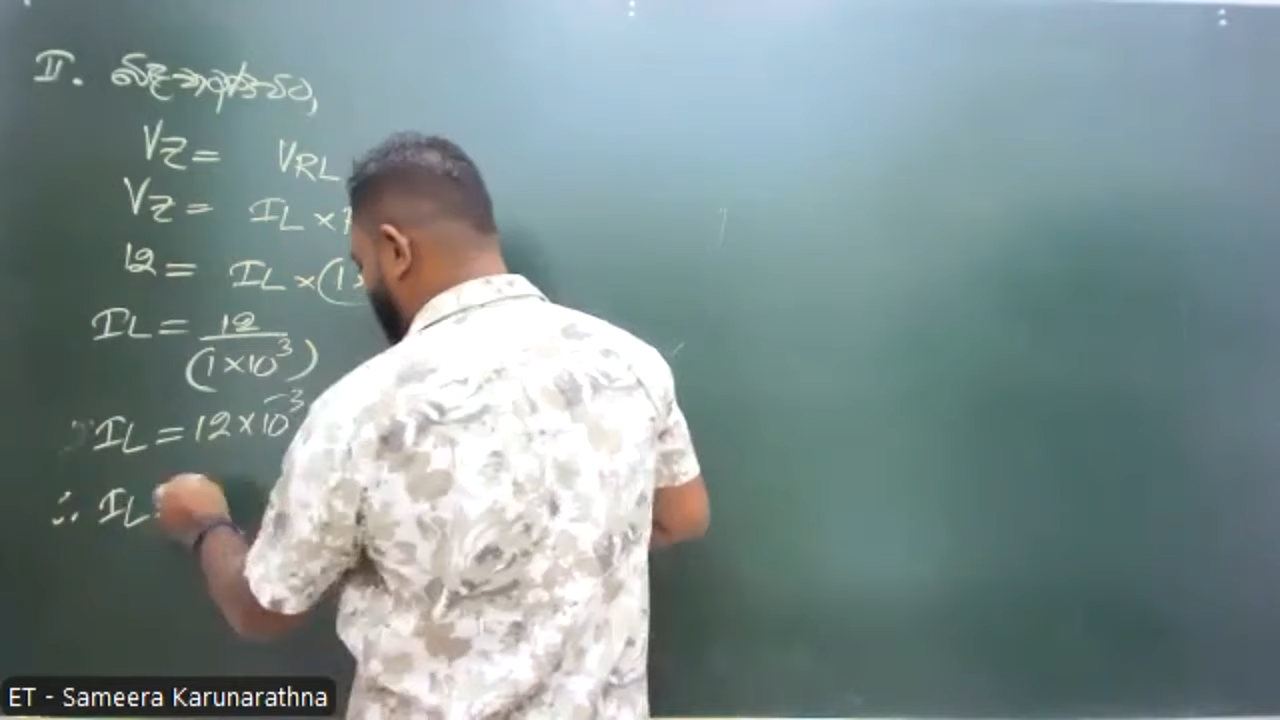 II.
VZ = VRL
VZ = IL ×
12 = IL × (1×
IL = 12 / (1×10³)
IL = 12×10⁻³
∴ IL =
ET - Sameera Karunarathna